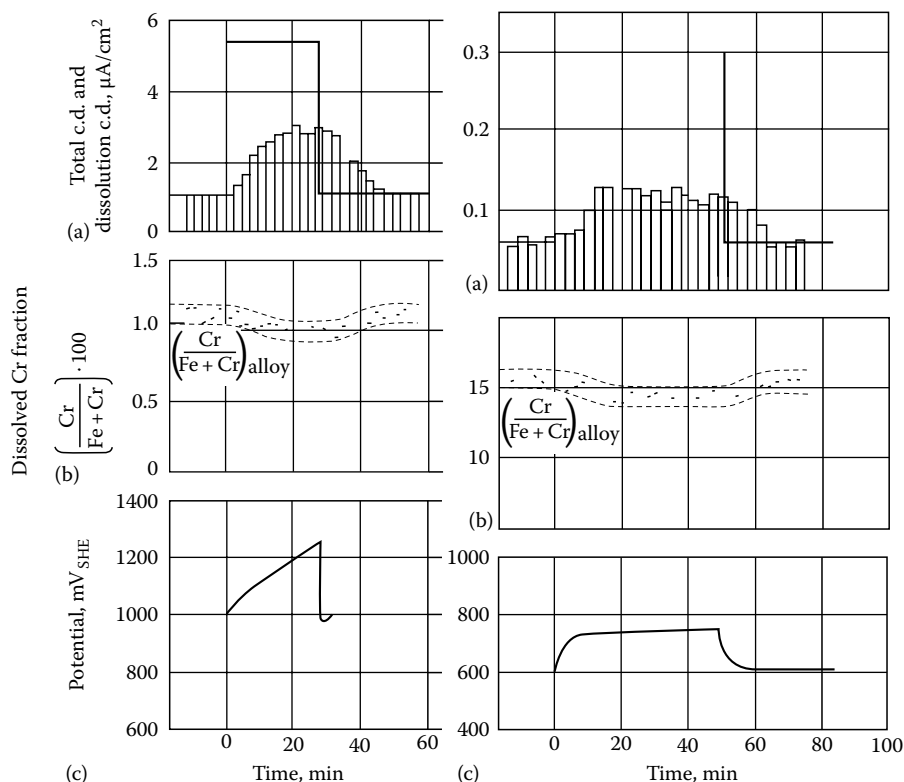 Total c.d. and
dissolution c.d., μA/cm²
6
4
2
0
(a)
0.3
0.2
0.1
(a)
Dissolved Cr fraction
(Cr / Fe + Cr) · 100
1.5
1.0
0.5
0
(Cr / Fe + Cr) alloy
(b)
15
10
(Cr / Fe + Cr) alloy
(b)
Potential, mV_SHE
1400
1200
1000
800
600
0 20 40 60
(c) Time, min
1000
800
600
400
0 20 40 60 80 100
(c) Time, min